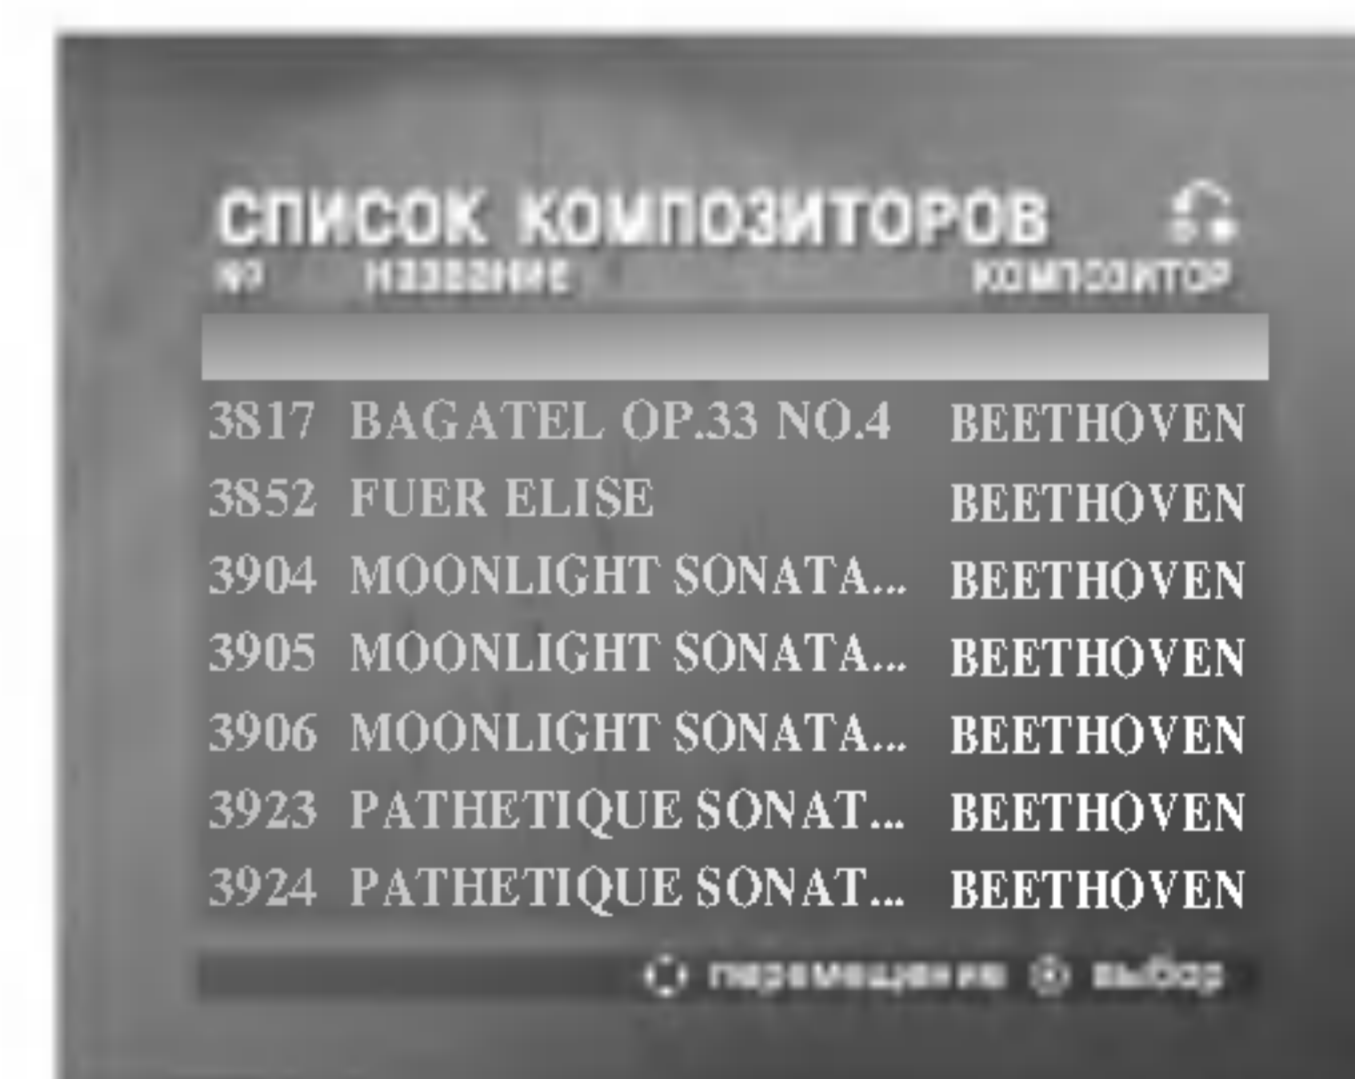 СПИСОК КОМПОЗИТОРОВ
№ НАЗВАНИЕ КОМПОЗИТОР
3817 BAGATEL OP.33 NO.4 BEETHOVEN
3852 FUER ELISE BEETHOVEN
3904 MOONLIGHT SONATA... BEETHOVEN
3905 MOONLIGHT SONATA... BEETHOVEN
3906 MOONLIGHT SONATA... BEETHOVEN
3923 PATHETIQUE SONAT... BEETHOVEN
3924 PATHETIQUE SONAT... BEETHOVEN
перемещение выбор